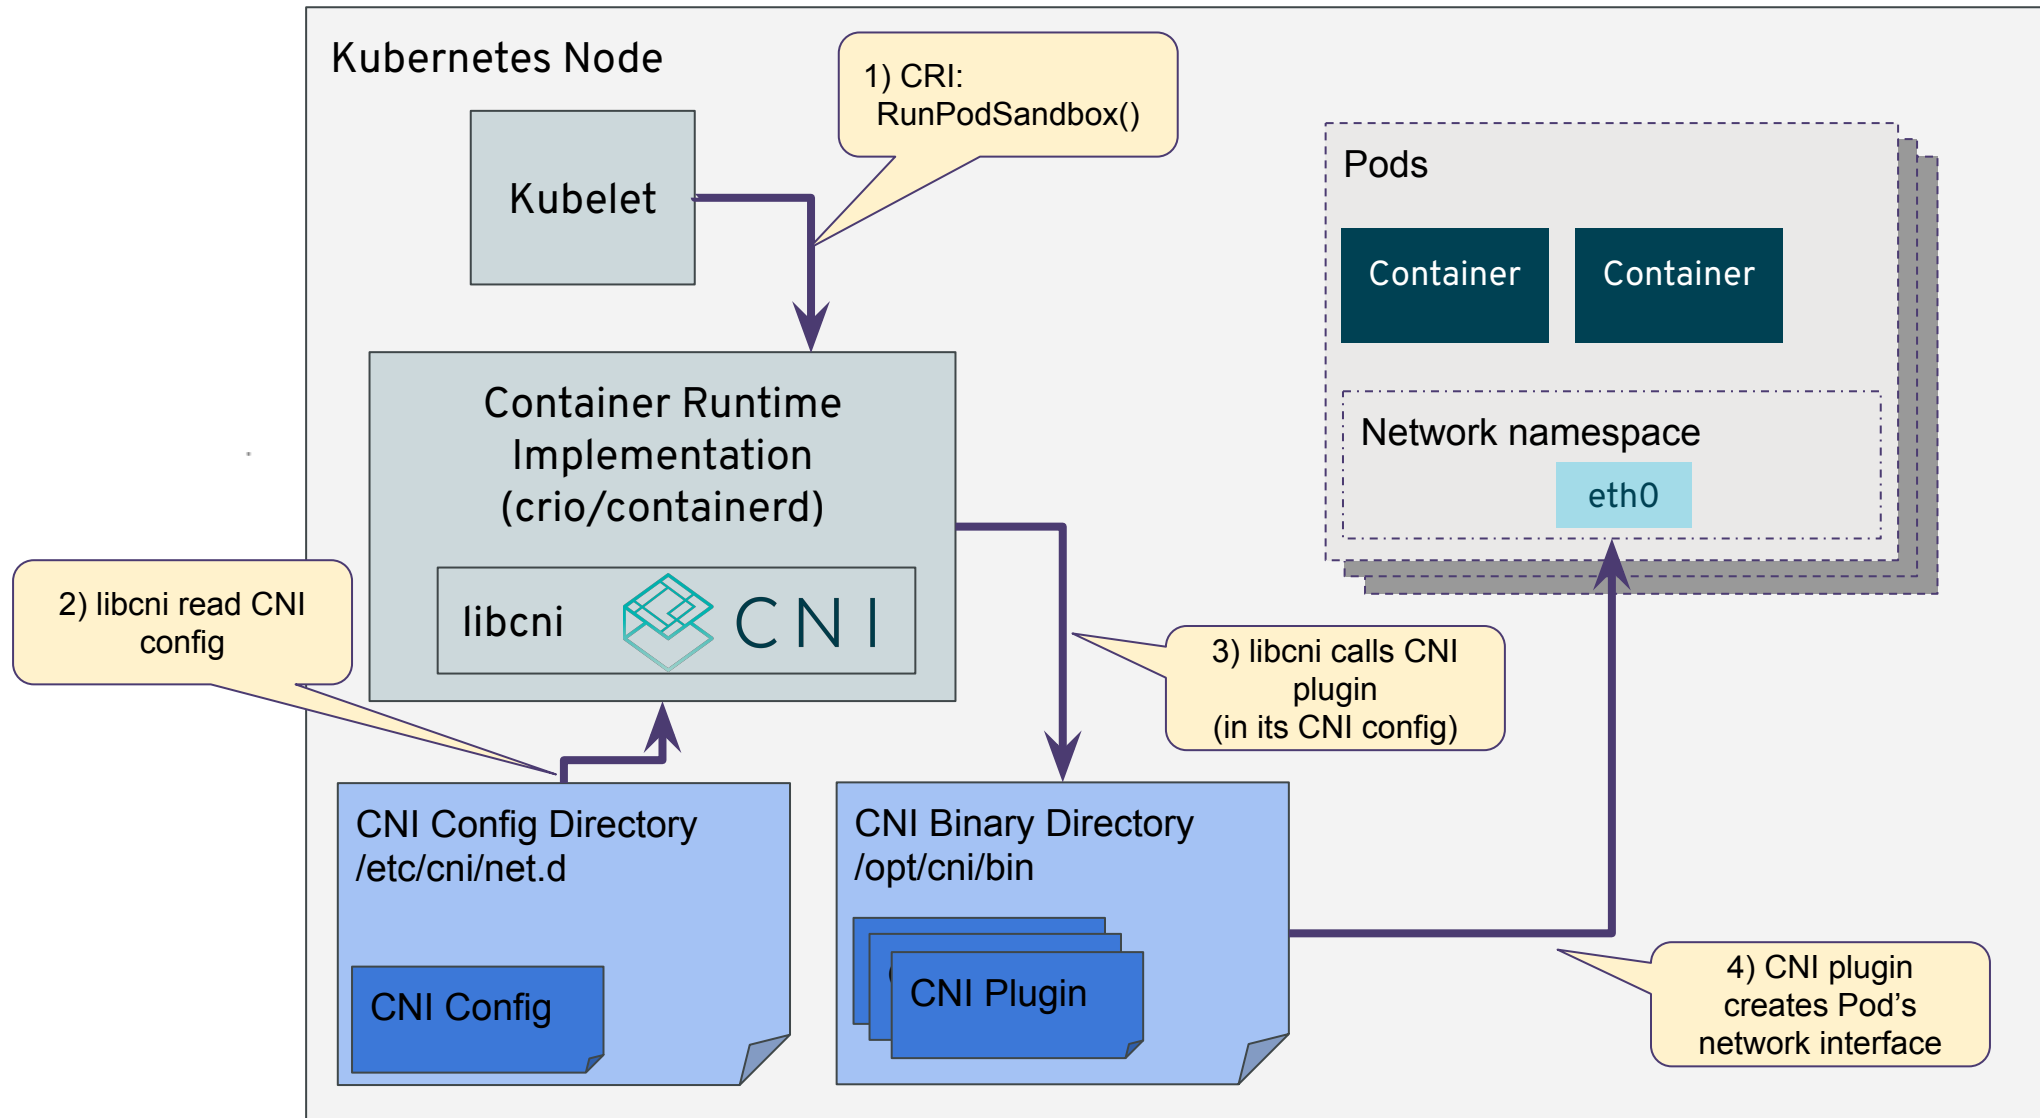 Kubernetes Node
1) CRI:
RunPodSandbox()
Kubelet
Pods
Container
Container
Container Runtime
Implementation
(crio/containerd)
Network namespace
eth0
2) libcni read CNI
config
libcni
CNI
3) libcni calls CNI
plugin
(in its CNI config)
CNI Config Directory
/etc/cni/net.d
CNI Config
CNI Binary Directory
/opt/cni/bin
CNI Plugin
4) CNI plugin
creates Pod’s
network interface